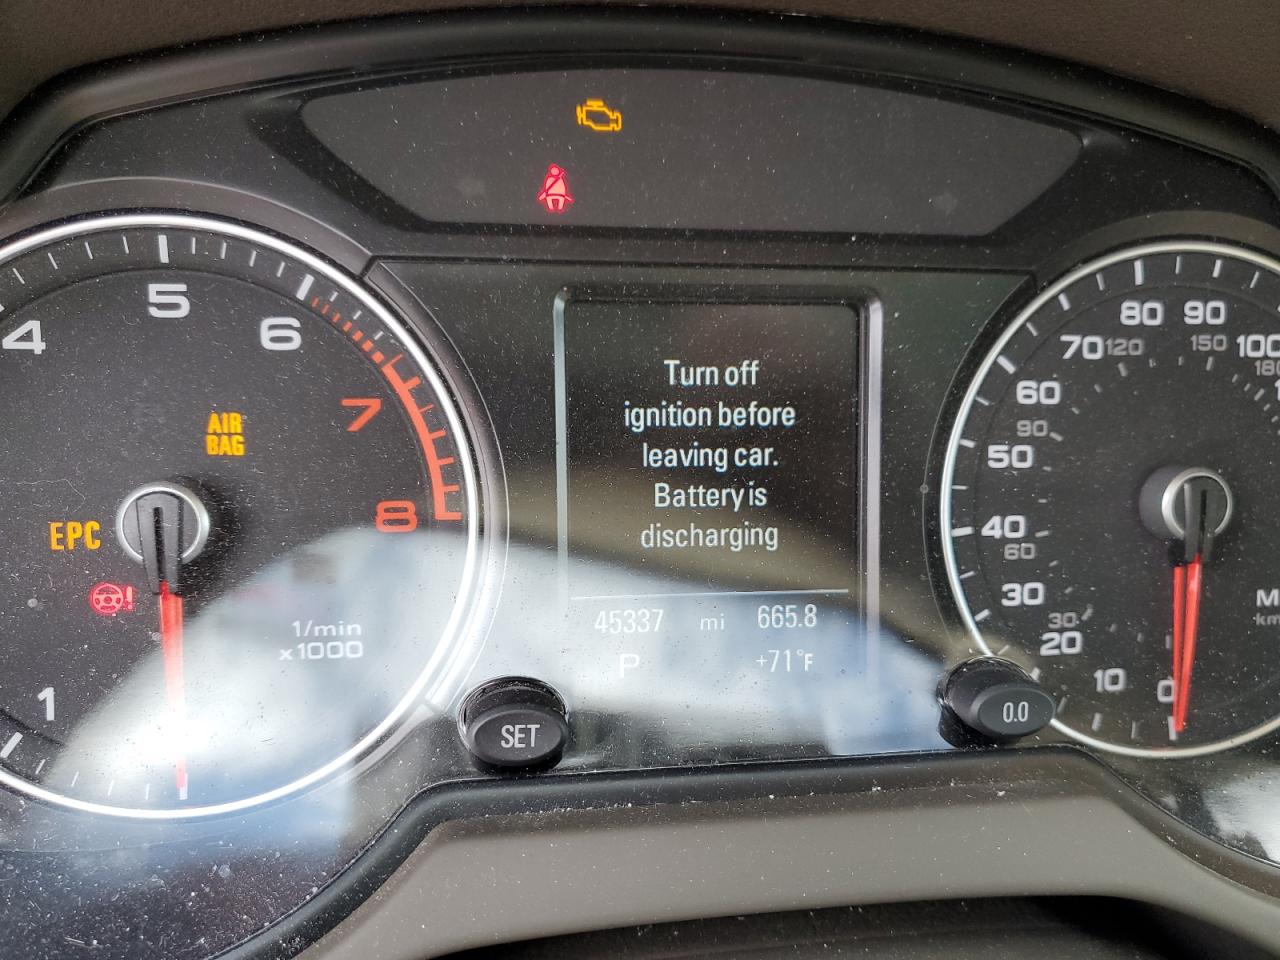 4
5
6
7
8
AIR
BAG
EPC
1/min
x1000
1
Turn off
ignition before
leaving car.
Battery is
discharging
45337 mi 665.8
P +71°F
SET
0.0
80 90
70 120 150 100
180
60
90
50
40
60
30
30
20
10
0